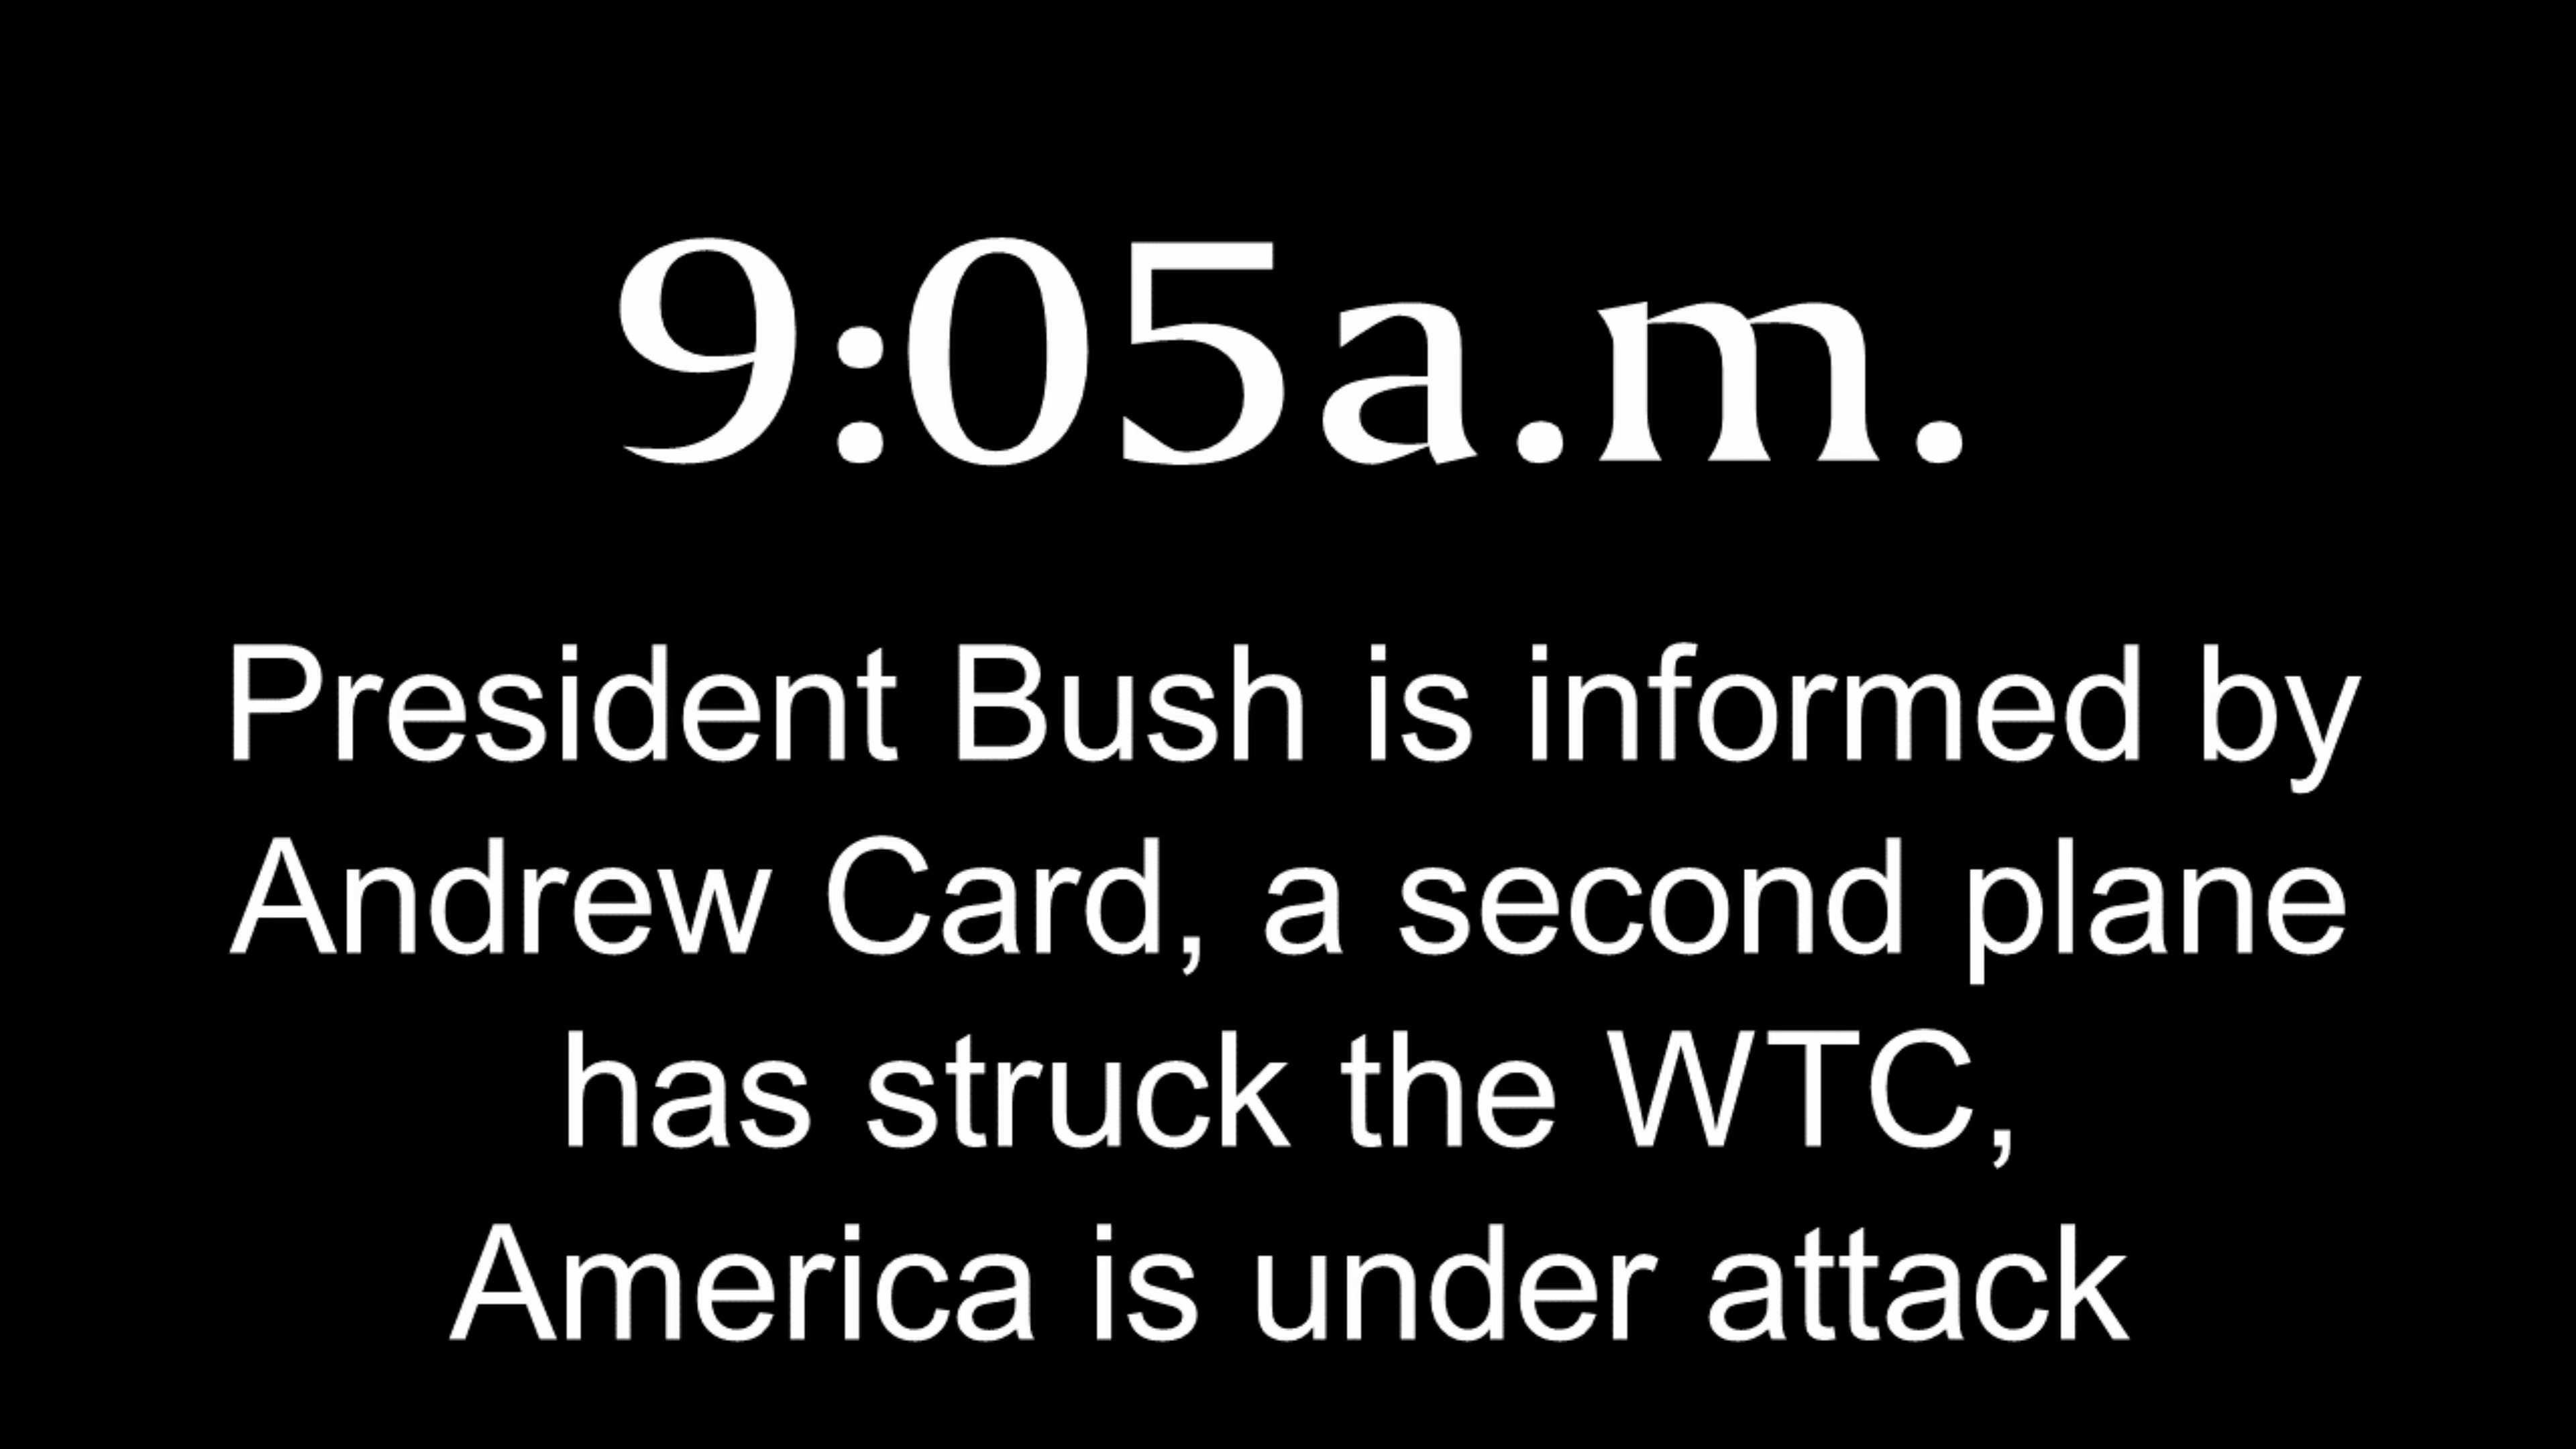 9:05a.m.
President Bush is informed by
Andrew Card, a second plane
has struck the WTC,
America is under attack